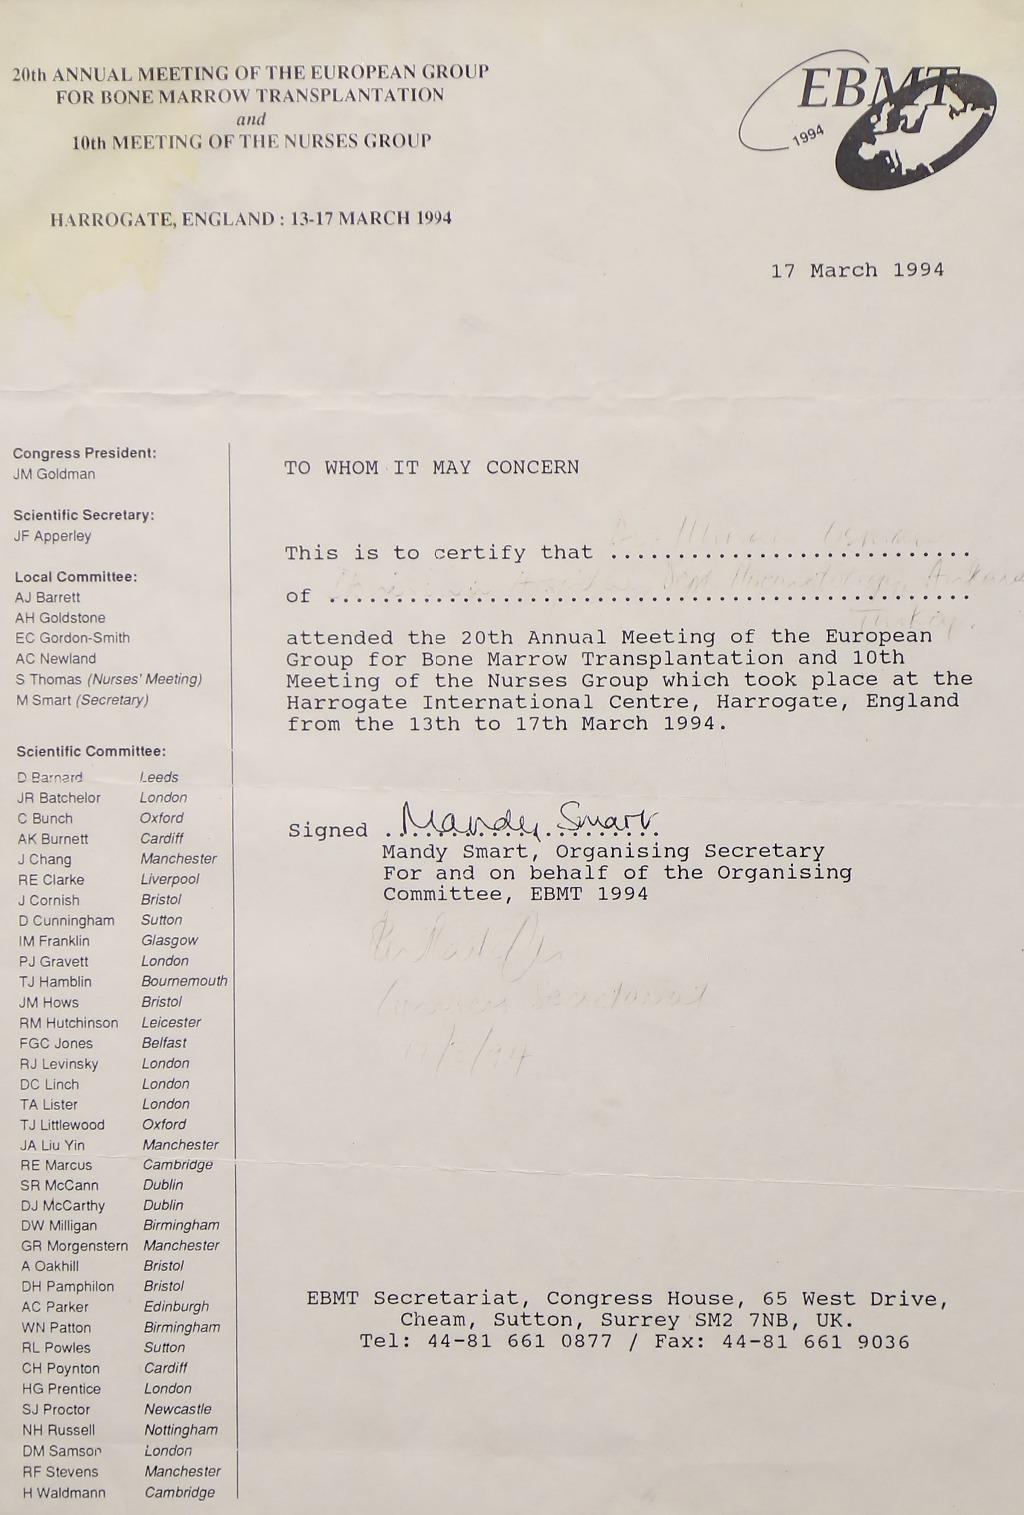 20th ANNUAL MEETING OF THE EUROPEAN GROUP
FOR BONE MARROW TRANSPLANTATION
and
10th MEETING OF THE NURSES GROUP
HARROGATE, ENGLAND : 13-17 MARCH 1994
EBMT
1994
17 March 1994
Congress President:
JM Goldman
Scientific Secretary:
JF Apperley
Local Committee:
AJ Barrett
AH Goldstone
EC Gordon-Smith
AC Newland
S Thomas (Nurses' Meeting)
M Smart (Secretary)
Scientific Committee:
D Barnard Leeds
JR Batchelor London
C Bunch Oxford
AK Burnett Cardiff
J Chang Manchester
RE Clarke Liverpool
J Cornish Bristol
D Cunningham Sutton
IM Franklin Glasgow
PJ Gravett London
TJ Hamblin Bournemouth
JM Hows Bristol
RM Hutchinson Leicester
FGC Jones Belfast
RJ Levinsky London
DC Linch London
TA Lister London
TJ Littlewood Oxford
JA Liu Yin Manchester
RE Marcus Cambridge
SR McCann Dublin
DJ McCarthy Dublin
DW Milligan Birmingham
GR Morgenstern Manchester
A Oakhill Bristol
DH Pamphilon Bristol
AC Parker Edinburgh
WN Patton Birmingham
RL Powles Sutton
CH Poynton Cardiff
HG Prentice London
SJ Proctor Newcastle
NH Russell Nottingham
DM Samson London
RF Stevens Manchester
H Waldmann Cambridge
TO WHOM IT MAY CONCERN
This is to certify that
of Dept Haematology, Ankara
Turkey.
attended the 20th Annual Meeting of the European
Group for Bone Marrow Transplantation and 10th
Meeting of the Nurses Group which took place at the
Harrogate International Centre, Harrogate, England
from the 13th to 17th March 1994.
Signed Mandy Smart
Mandy Smart, Organising Secretary
For and on behalf of the Organising
Committee, EBMT 1994
Secretariat
EBMT Secretariat, Congress House, 65 West Drive,
Cheam, Sutton, Surrey SM2 7NB, UK.
Tel: 44-81 661 0877 / Fax: 44-81 661 9036